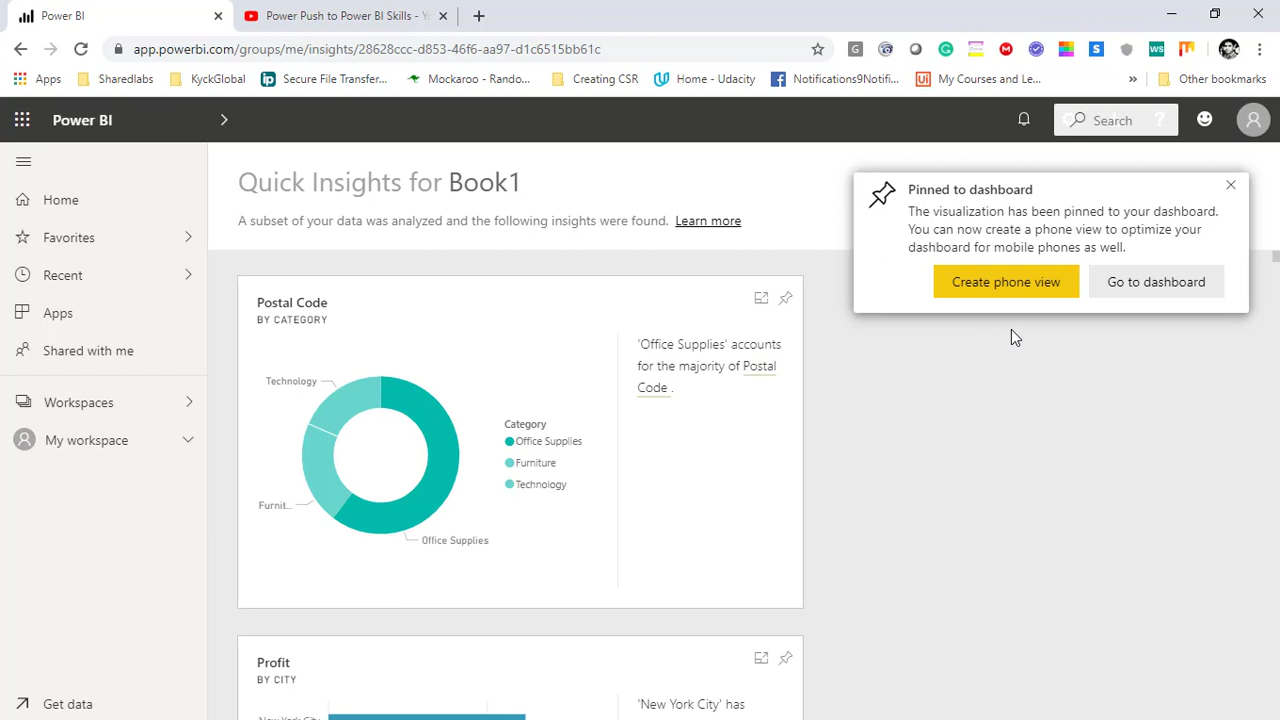 Power BI
Power Push to Power BI Skills - Yo
app.powerbi.com/groups/me/insights/28628ccc-d853-46f6-aa97-d1c6515bb61c
Apps
Sharedlabs
KyckGlobal
Secure File Transfer...
Mockaroo - Rando...
Creating CSR
Home - Udacity
Notifications9Notifi...
My Courses and Le...
Other bookmarks
Power BI
Search
Home
Favorites
Recent
Apps
Shared with me
Workspaces
My workspace
Get data
Quick Insights for Book1
A subset of your data was analyzed and the following insights were found. Learn more
Pinned to dashboard
The visualization has been pinned to your dashboard.
You can now create a phone view to optimize your
dashboard for mobile phones as well.
Create phone view
Go to dashboard
Postal Code
BY CATEGORY
Technology
Furnit...
Office Supplies
Category
Office Supplies
Furniture
Technology
'Office Supplies' accounts
for the majority of Postal
Code .
Profit
BY CITY
New York City
'New York City' has